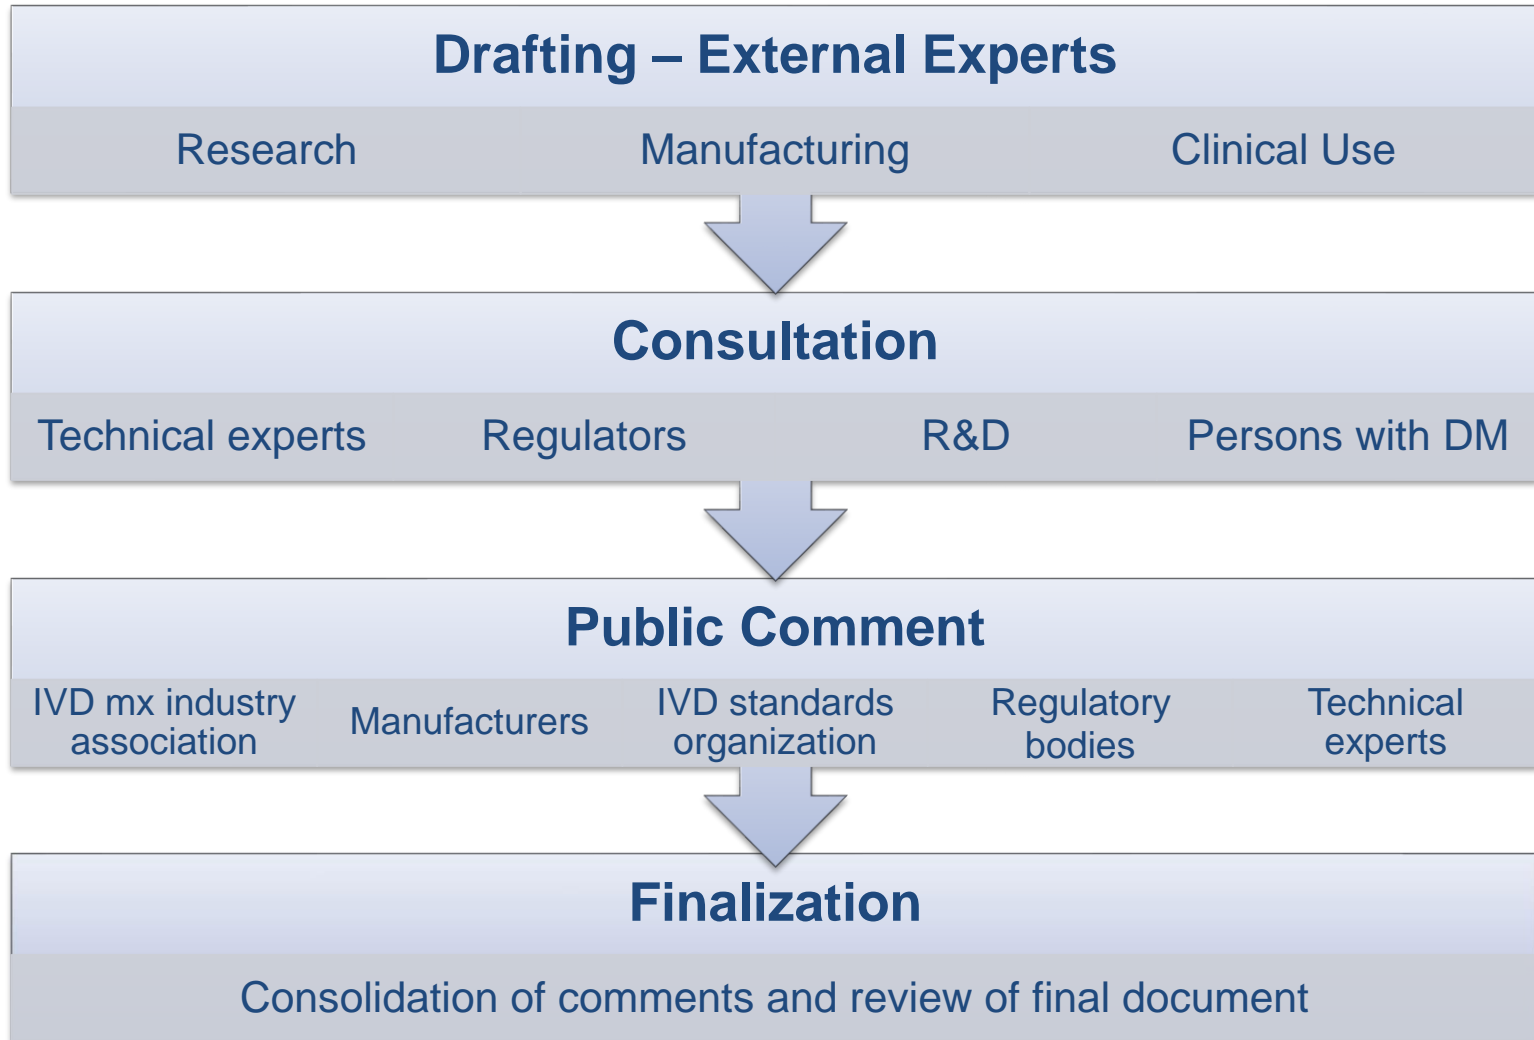 Drafting – External Experts
Research Manufacturing Clinical Use
Consultation
Technical experts Regulators R&D Persons with DM
Public Comment
IVD mx industry association
Manufacturers
IVD standards organization
Regulatory bodies
Technical experts
Finalization
Consolidation of comments and review of final document